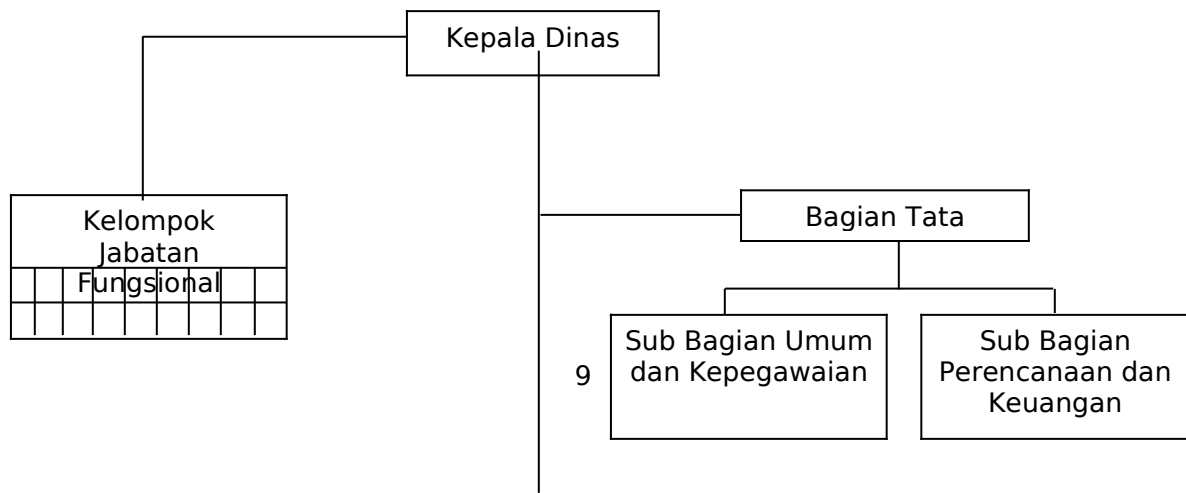 Kepala Dinas
Kelompok
Jabatan
Fungsional
Bagian Tata
Sub Bagian Umum
dan Kepegawaian
9
Sub Bagian
Perencanaan dan
Keuangan